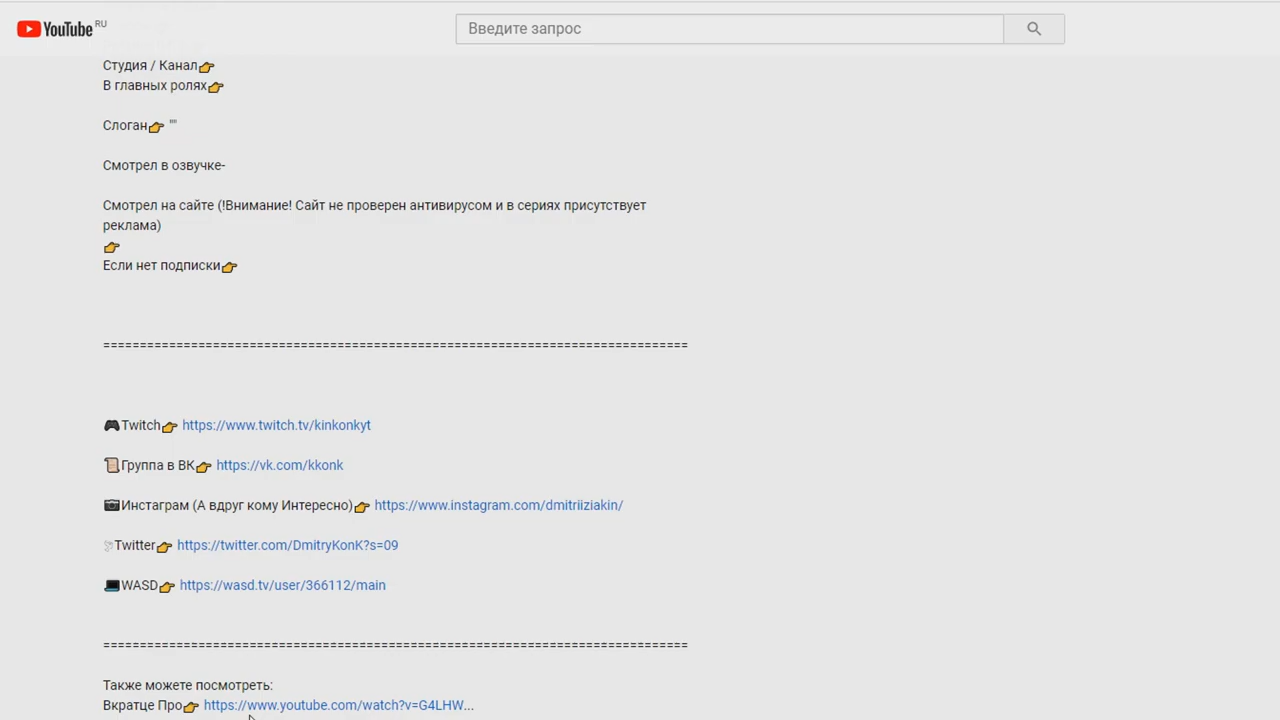 YouTube RU
Введите запрос
Студия / Канал👉
В главных ролях👉
Слоган👉 ""
Смотрел в озвучке-
Смотрел на сайте (!Внимание! Сайт не проверен антивирусом и в сериях присутствует
реклама)
👉
Если нет подписки👉
================================================================================
🎮Twitch👉 https://www.twitch.tv/kinkonkyt
📜Группа в ВК👉 https://vk.com/kkonk
📷Инстаграм (А вдруг кому Интересно)👉 https://www.instagram.com/dmitriiziakin/
🕊Twitter👉 https://twitter.com/DmitryKonK?s=09
💻WASD👉 https://wasd.tv/user/366112/main
================================================================================
Также можете посмотреть:
Вкратце Про👉 https://www.youtube.com/watch?v=G4LHW...